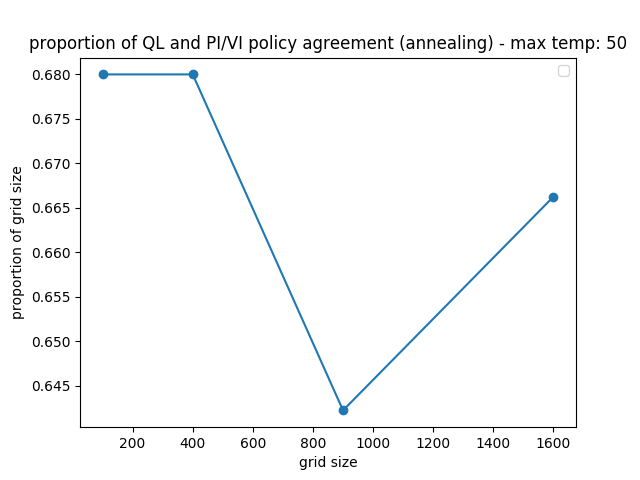 proportion of QL and PI/VI policy agreement (annealing) - max temp: 50
0.680
0.675
0.670
0.665
0.660
0.655
0.650
0.645
proportion of grid size
200 400 600 800 1000 1200 1400 1600
grid size